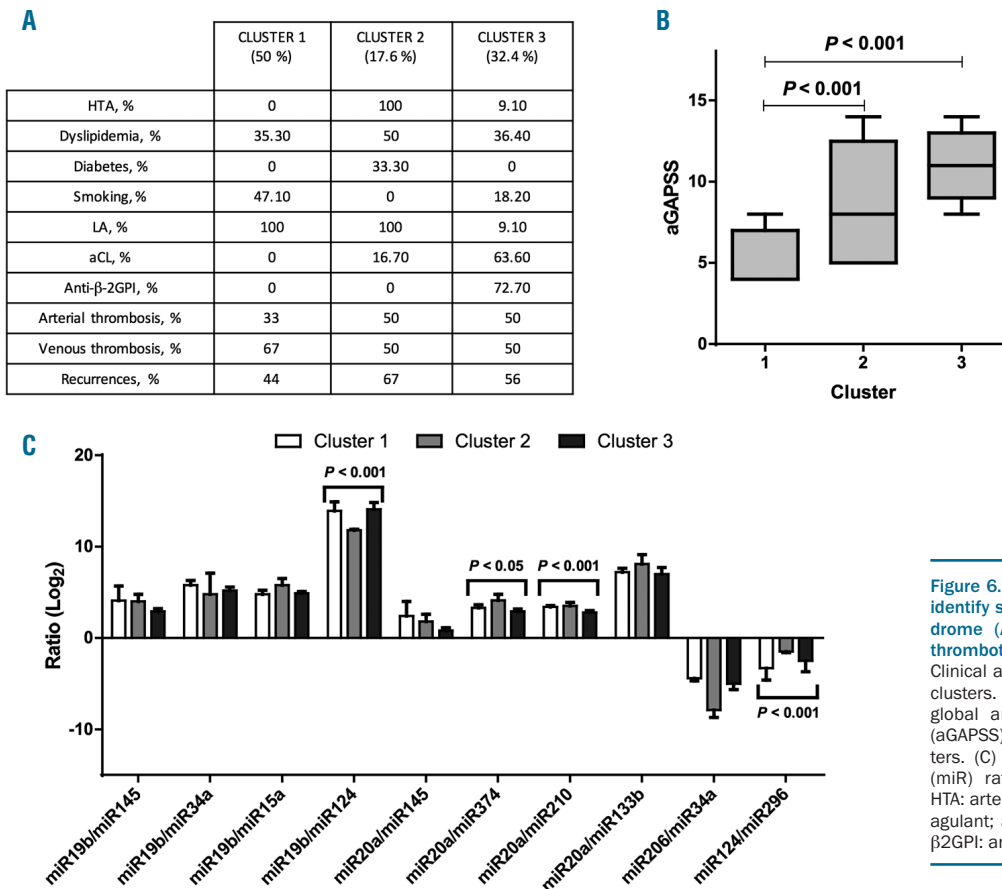 A
CLUSTER 1 (50 %) CLUSTER 2 (17.6 %) CLUSTER 3 (32.4 %)
HTA, % 0 100 9.10
Dyslipidemia, % 35.30 50 36.40
Diabetes, % 0 33.30 0
Smoking, % 47.10 0 18.20
LA, % 100 100 9.10
aCL, % 0 16.70 63.60
Anti-β-2GPI, % 0 0 72.70
Arterial thrombosis, % 33 50 50
Venous thrombosis, % 67 50 50
Recurrences, % 44 67 56
B
P < 0.001
P < 0.001
15
10
5
0
aGAPSS
1 2 3
Cluster
C
Cluster 1 Cluster 2 Cluster 3
20
10
0
-10
Ratio (Log₂)
P < 0.001
P < 0.05
P < 0.001
P < 0.001
miR19b/miR145
miR19b/miR34a
miR19b/miR15a
miR19b/miR124
miR20a/miR145
miR20a/miR374
miR20a/miR210
miR20a/miR133b
miR206/miR34a
miR124/miR296
Figure 6.
identify s
drome (A
thrombot
Clinical a
clusters.
global an
(aGAPSS)
ters. (C)
(miR) rat
HTA: arte
agulant; a
β2GPI: an